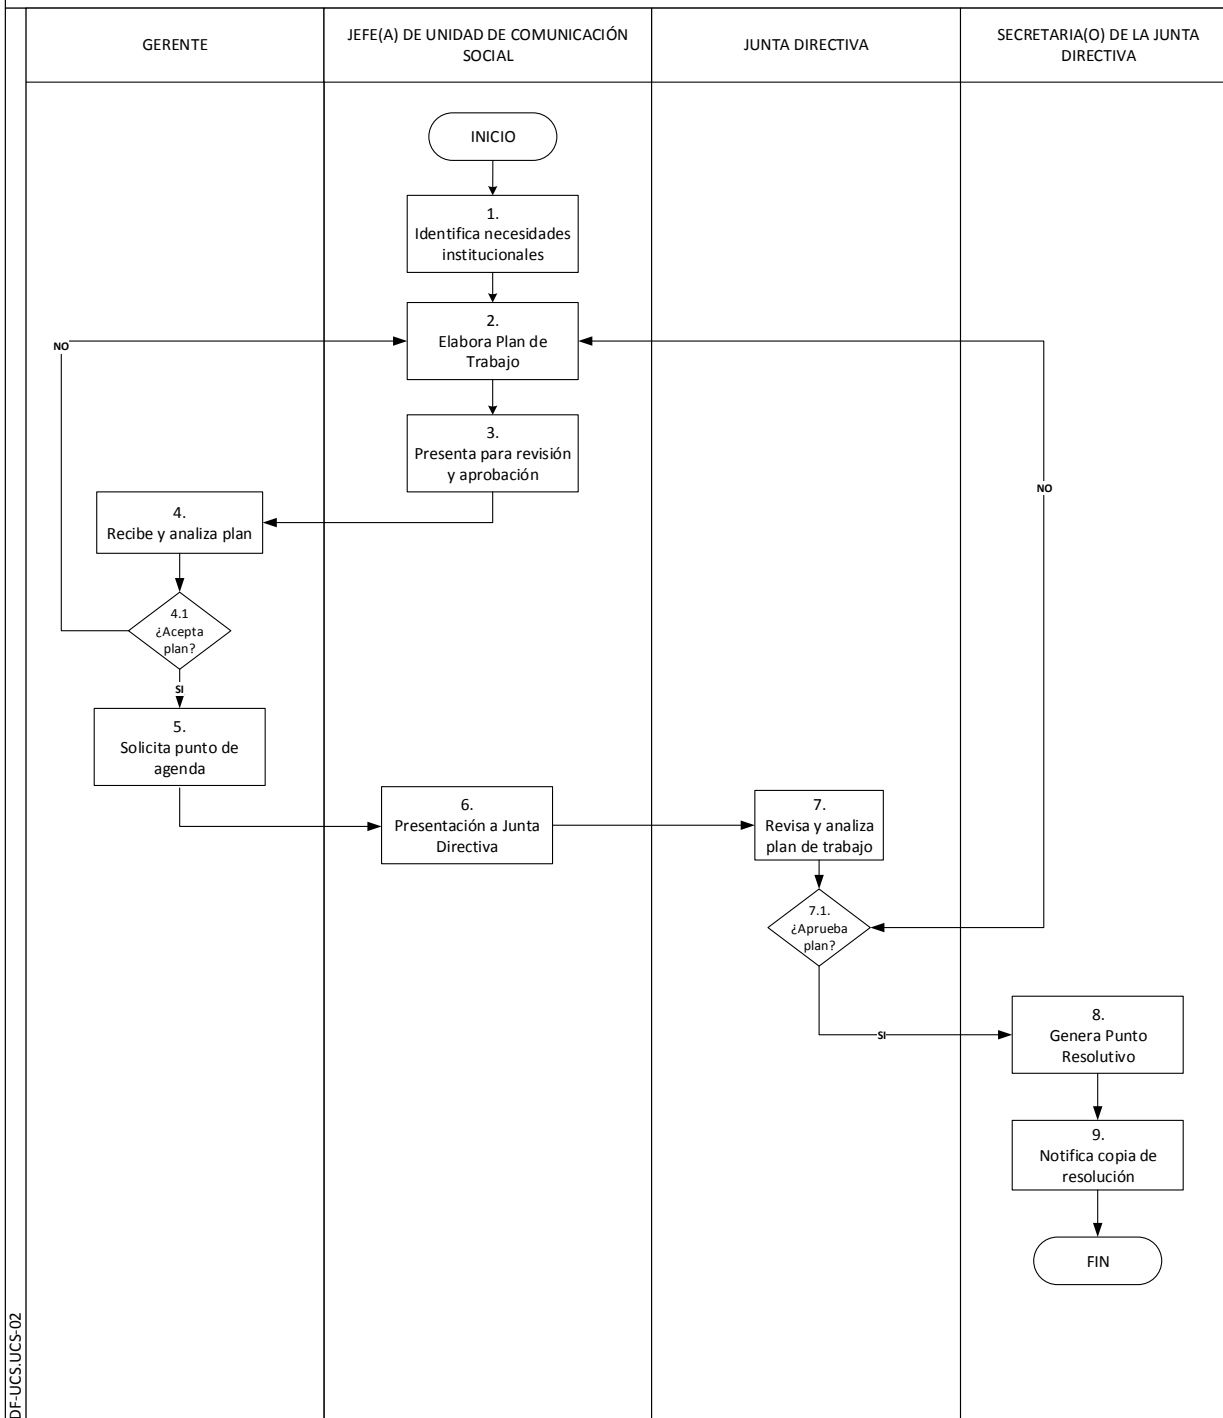 GERENTE
JEFE(A) DE UNIDAD DE COMUNICACIÓN
SOCIAL
JUNTA DIRECTIVA
SECRETARIA(O) DE LA JUNTA
DIRECTIVA
INICIO
1.
Identifica necesidades
institucionales
2.
Elabora Plan de
Trabajo
NO
3.
Presenta para revisión
y aprobación
NO
4.
Recibe y analiza plan
4.1
¿Acepta
plan?
SI
5.
Solicita punto de
agenda
6.
Presentación a Junta
Directiva
7.
Revisa y analiza
plan de trabajo
7.1.
¿Aprueba
plan?
SI
8.
Genera Punto
Resolutivo
9.
Notifica copia de
resolución
FIN
DF-UCS.UCS-02